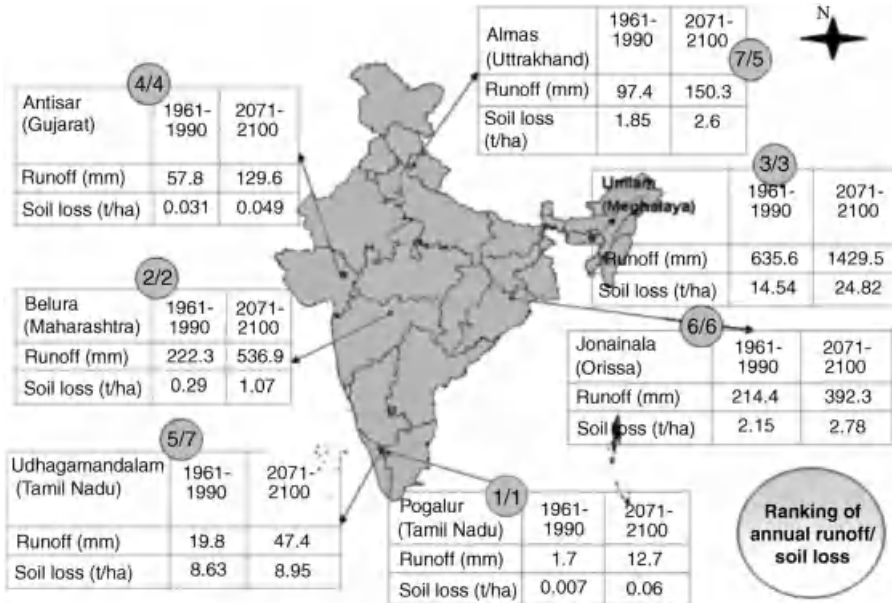 N
7/5
Almas
(Uttrakhand)
1961-
1990
2071-
2100
Runoff (mm) 97.4 150.3
Soil loss
(t/ha)
1.85 2.6
4/4
Antisar
(Gujarat)
1961-
1990
2071-
2100
Runoff (mm) 57.8 129.6
Soil loss (t/ha) 0.031 0.049
3/3
Umlam
(Meghalaya)
1961-
1990
2071-
2100
Runoff (mm) 635.6 1429.5
Soil loss (t/ha) 14.54 24.82
2/2
Belura
(Maharashtra)
1961-
1990
2071-
2100
Runoff (mm) 222.3 536.9
Soil loss (t/ha) 0.29 1.07
6/6
Jonainala
(Orissa)
1961-
1990
2071-
2100
Runoff (mm) 214.4 392.3
Soil loss (t/ha) 2.15 2.78
5/7
Udhagamandalam
(Tamil Nadu)
1961-
1990
2071-
2100
Runoff (mm) 19.8 47.4
Soil loss (t/ha) 8.63 8.95
1/1
Pogalur
(Tamil Nadu)
1961-
1990
2071-
2100
Runoff (mm) 1.7 12.7
Soil loss (t/ha) 0.007 0.06
Ranking of
annual runoff/
soil loss